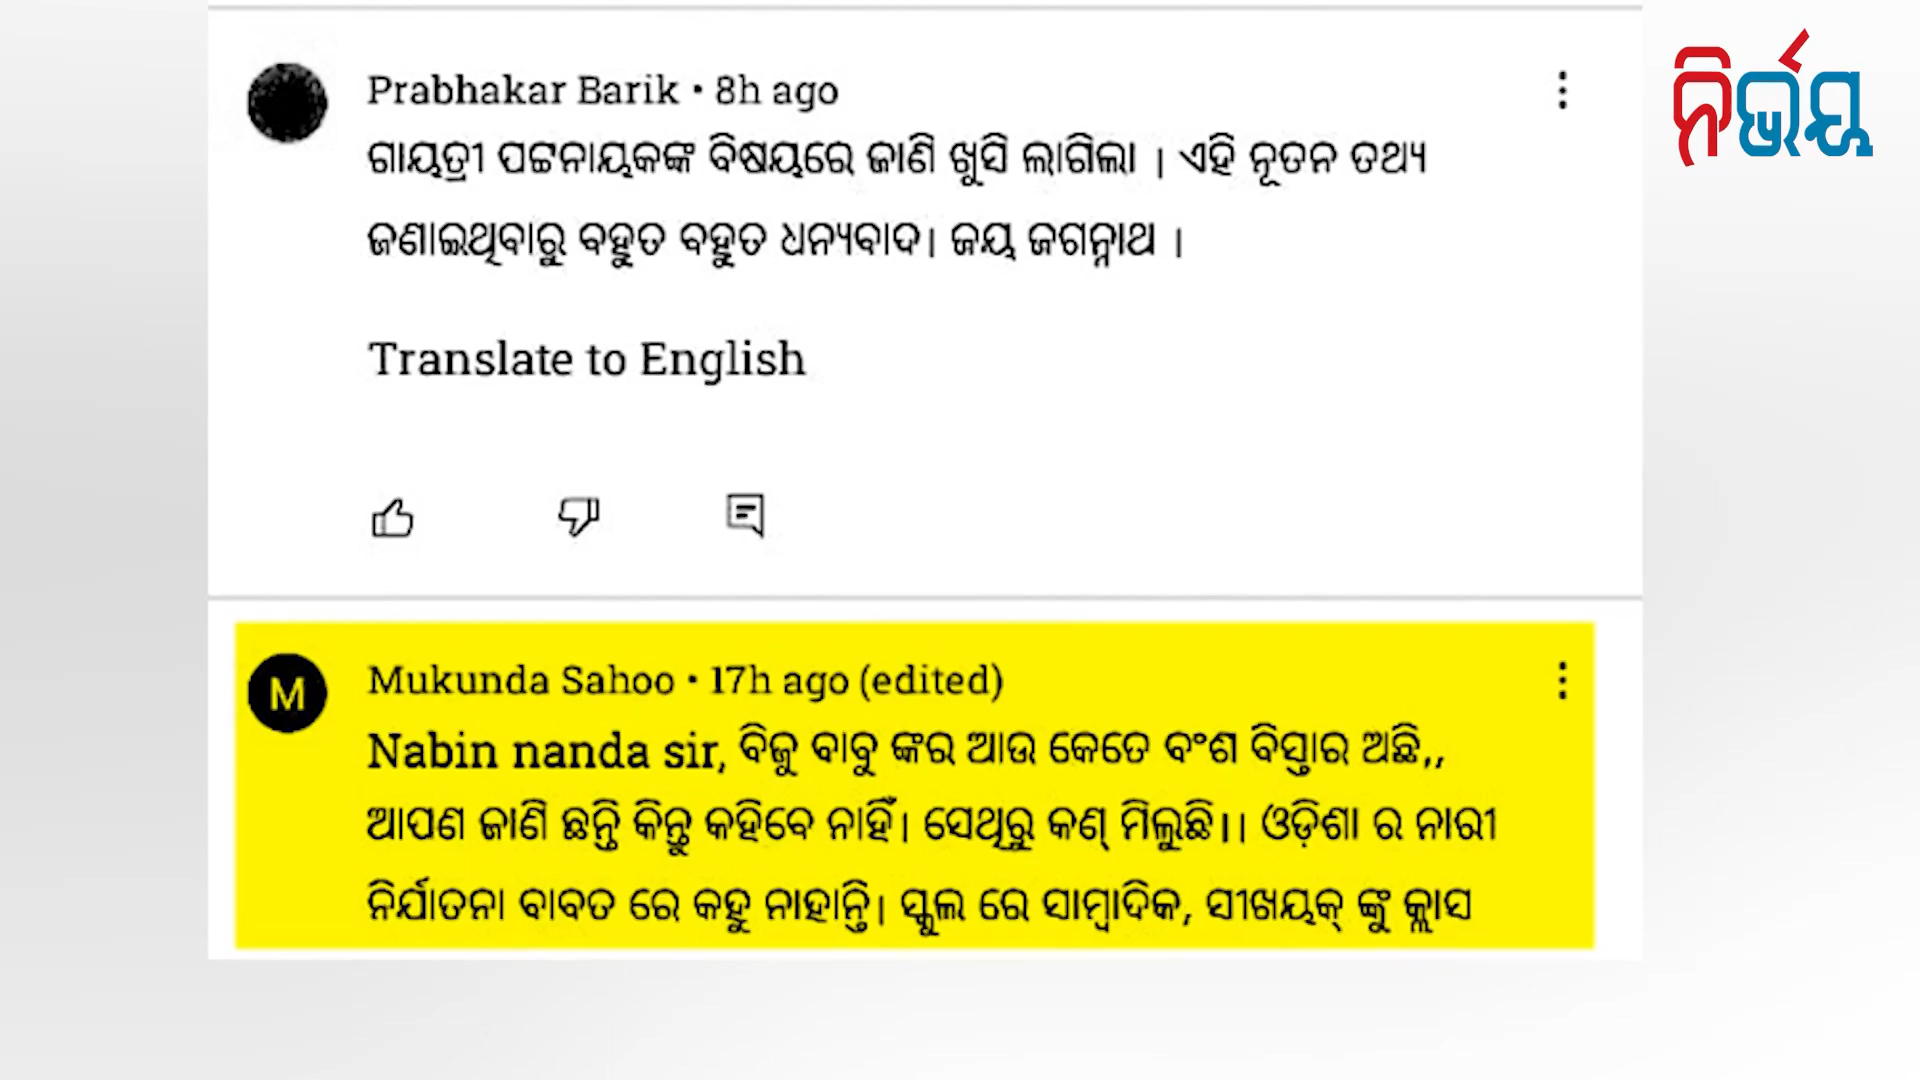 ନିର୍ଭୟ
Prabhakar Barik • 8h ago
ଗାୟତ୍ରୀ ପଟ୍ଟନାୟକଙ୍କ ବିଷୟରେ ଜାଣି ଖୁସି ଲାଗିଲା । ଏହି ନୂତନ ତଥ୍ୟ
ଜଣାଇଥିବାରୁ ବହୁତ ବହୁତ ଧନ୍ୟବାଦ। ଜୟ ଜଗନ୍ନାଥ ।
Translate to English
M
Mukunda Sahoo • 17h ago (edited)
Nabin nanda sir, ବିଜୁ ବାବୁ ଙ୍କର ଆଉ କେତେ ବଂଶ ବିସ୍ତାର ଅଛି,,
ଆପଣ ଜାଣି ଛନ୍ତି କିନ୍ତୁ କହିବେ ନାହିଁ। ସେଥିରୁ କଣ୍ ମିଲୁଛି।। ଓଡ଼ିଶା ର ନାରୀ
ନିର୍ଯାତନା ବାବତ ରେ କହୁ ନାହାନ୍ତି। ସ୍କୁଲ ରେ ସାମ୍ବାଦିକ, ସୀଖୟକ୍ ଙ୍କୁ କ୍ଲାସ